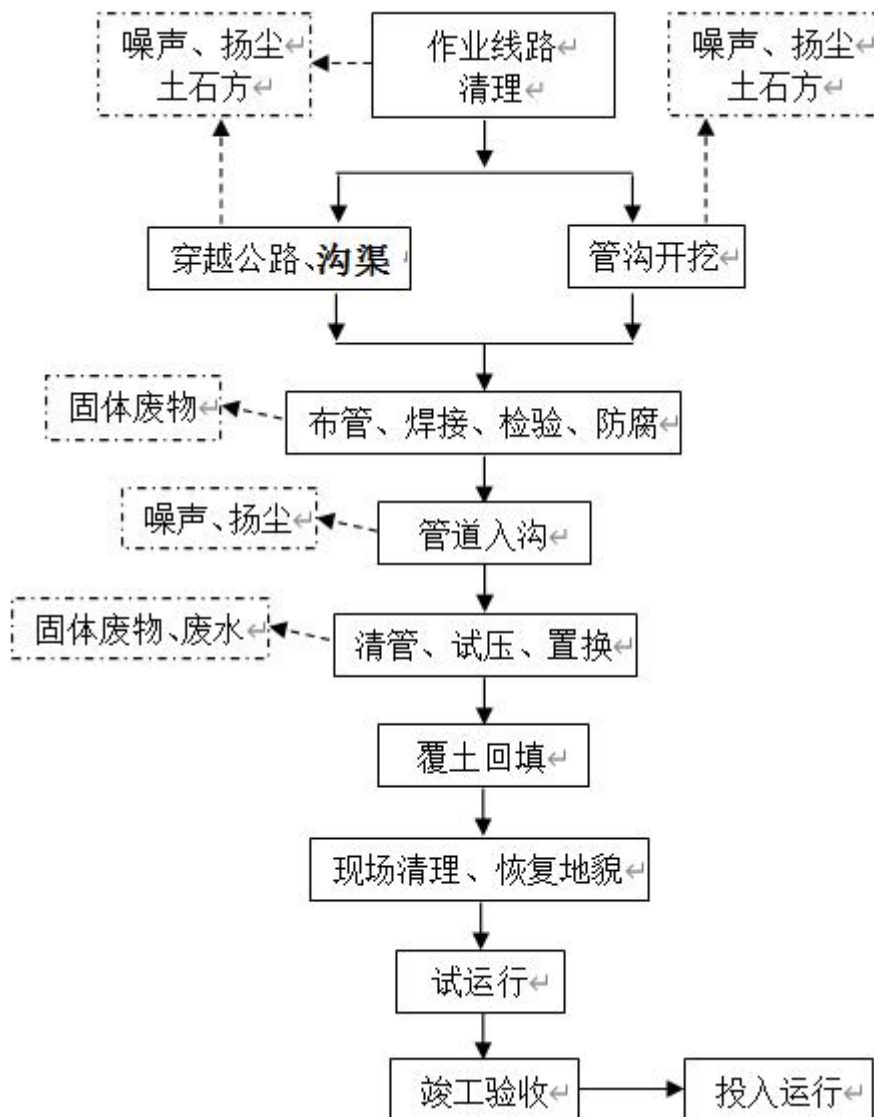 噪声、扬尘↵
土石方↵
作业线路↵
清理↵
噪声、扬尘↵
土石方↵
穿越公路、沟渠
管沟开挖↵
固体废物↵
布管、焊接、检验、防腐↵
噪声、扬尘↵
管道入沟↵
固体废物、废水↵
清管、试压、置换↵
覆土回填↵
现场清理、恢复地貌↵
试运行↵
竣工验收↵
投入运行↵